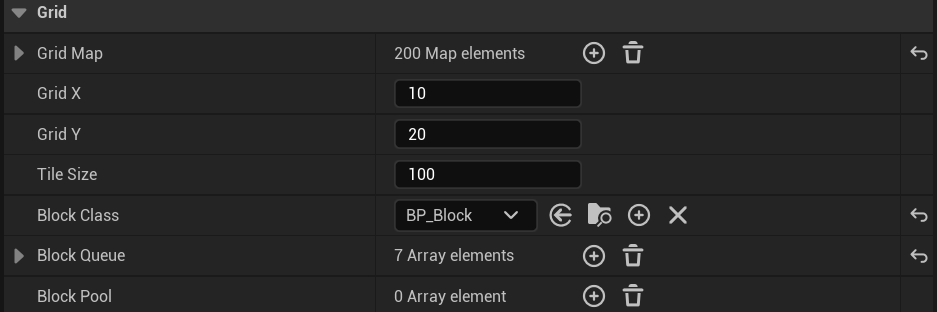 Grid
Grid Map 200 Map elements
Grid X 10
Grid Y 20
Tile Size 100
Block Class BP_Block
Block Queue 7 Array elements
Block Pool 0 Array element